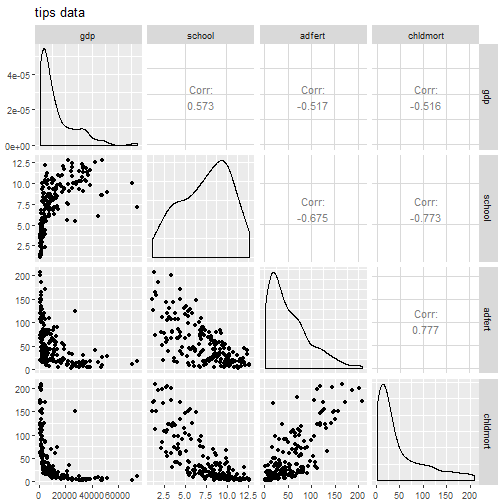 tips data
gdp
school
adfert
chldmort
4e-05
2e-05
0e+00
Corr:
0.573
Corr:
-0.517
Corr:
-0.516
gdp
12.5
10.0
7.5
5.0
2.5
Corr:
-0.675
Corr:
-0.773
school
200
150
100
50
0
Corr:
0.777
adfert
200
150
100
50
0
chldmort
0 20000 40000 60000
2.5 5.0 7.5 10.0 12.5
0 50 100 150 200
0 50 100 150 200